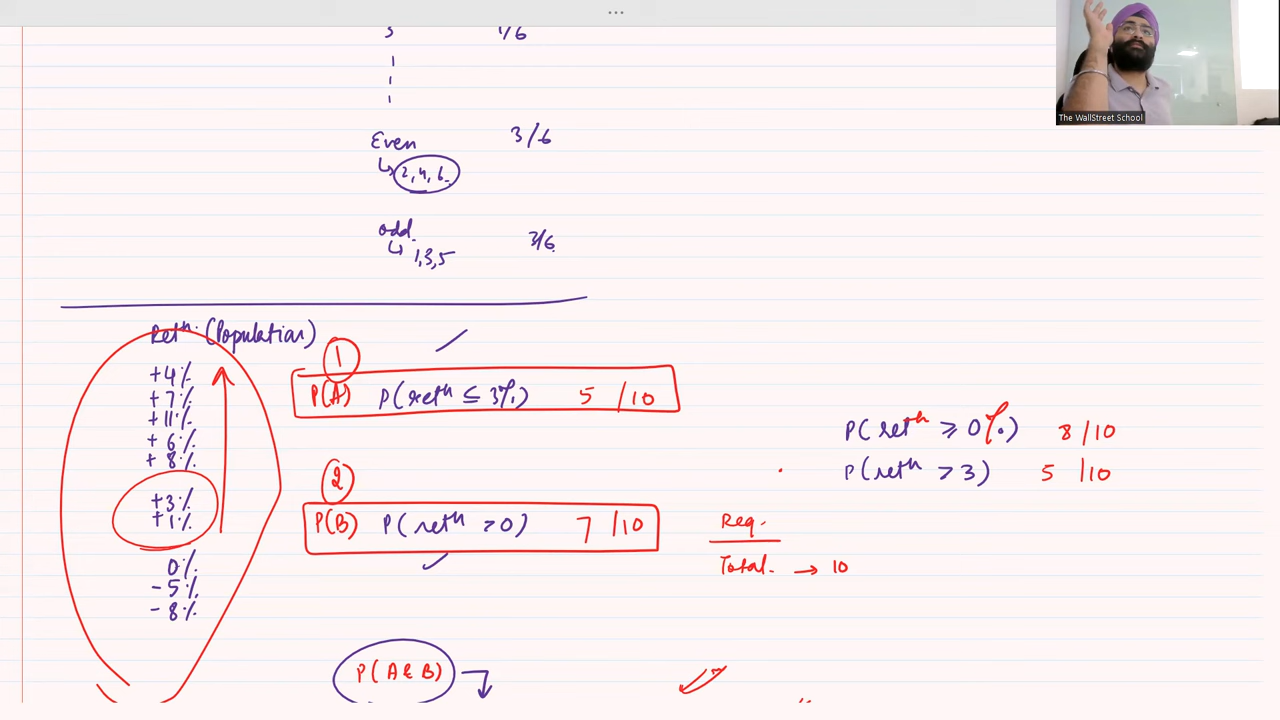 3 1/6
Even 3/6
2, 4, 6.
odd. 3/6.
1,3,5
Retn. (Population)
+4%
+7%
+11%
+6%
+8%
+3%
+1%
0%
-5%
-8%
1
P(A) P(retn ≤ 3%) 5 /10
2
P(B) P(retn >0) 7 /10
P(retn ≥ 0%) 8 /10
P(retn > 3) 5 /10
Req.
Total. → 10
P(A & B)
The WallStreet School